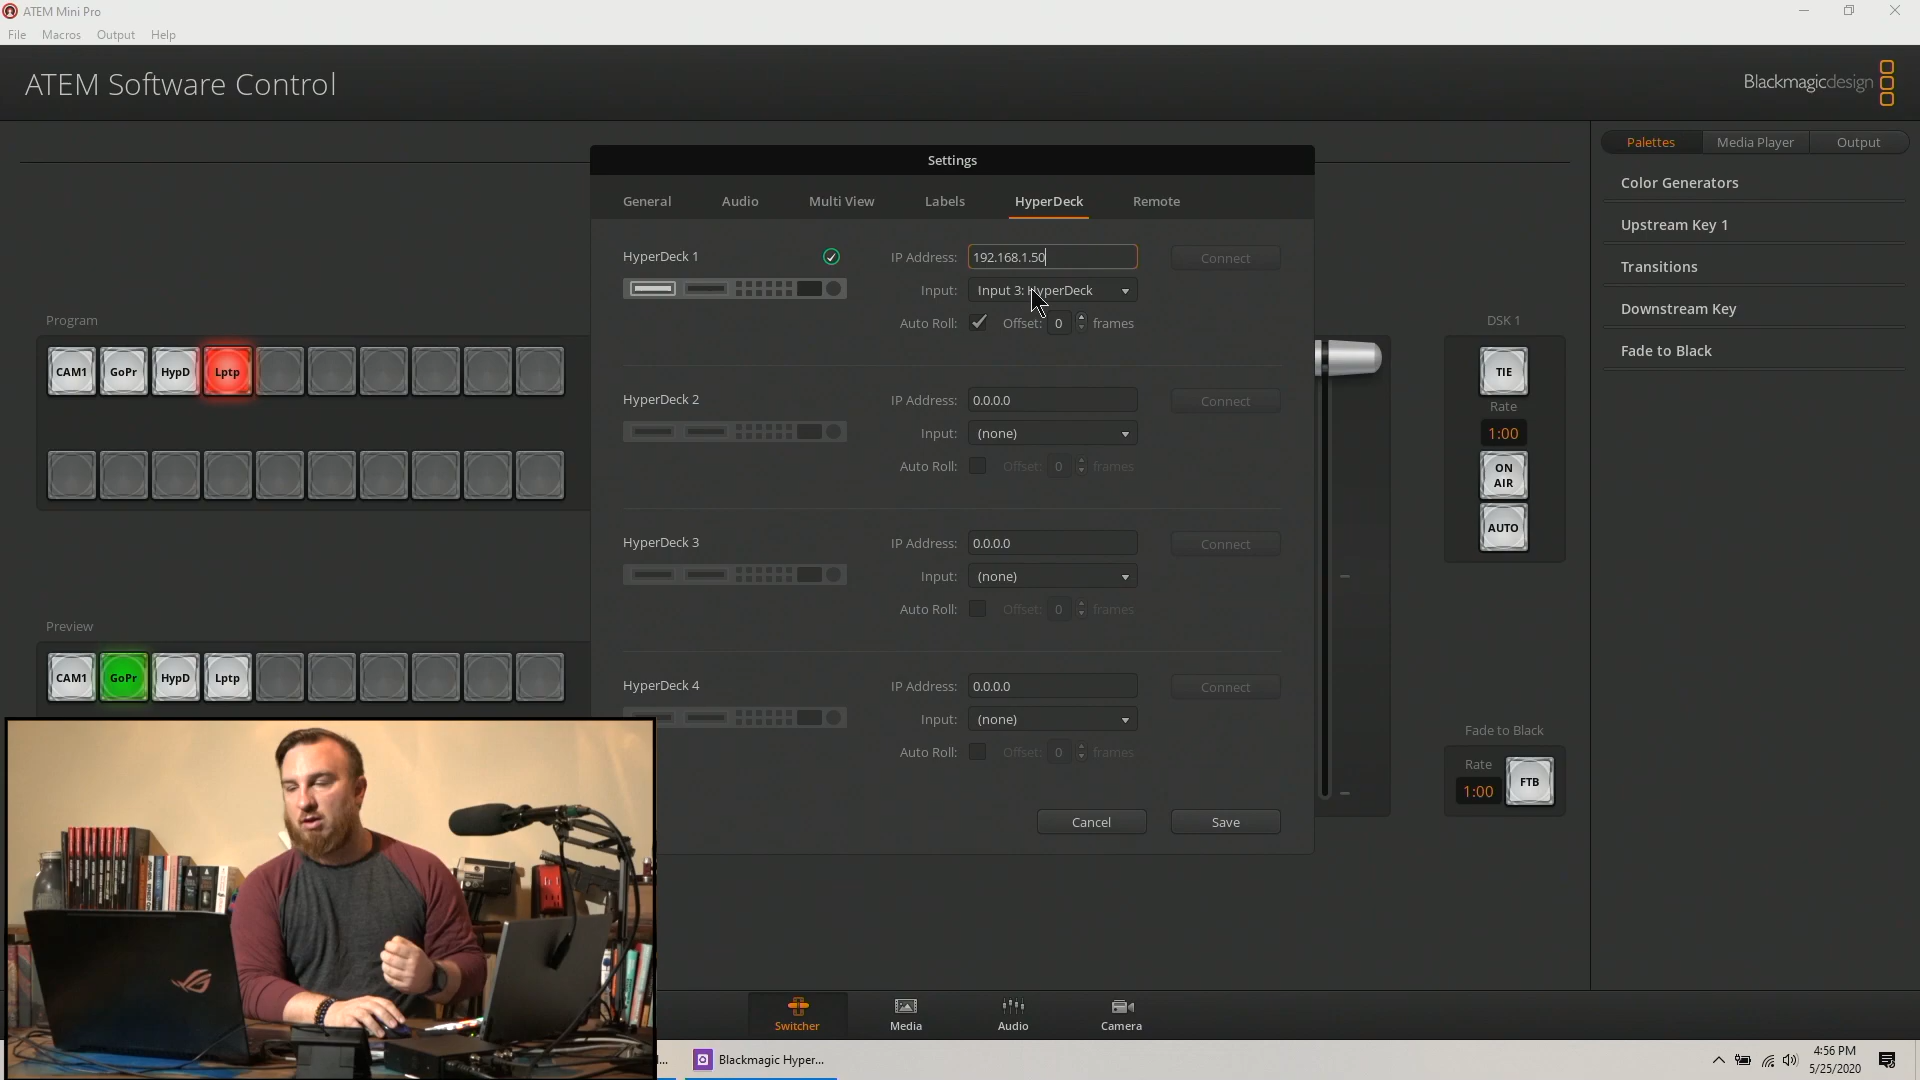 ATEM Mini Pro
File Macros Output Help
ATEM Software Control
Blackmagicdesign
Palettes Media Player Output
Color Generators
Upstream Key 1
Transitions
Downstream Key
Fade to Black
Settings
General Audio Multi View Labels HyperDeck Remote
HyperDeck 1
IP Address: 192.168.1.50 Connect
Input: Input 3: HyperDeck
Auto Roll: Offset: 0 frames
HyperDeck 2
IP Address: 0.0.0.0 Connect
Input: (none)
Auto Roll: Offset: 0 frames
HyperDeck 3
IP Address: 0.0.0.0 Connect
Input: (none)
Auto Roll: Offset: 0 frames
HyperDeck 4
IP Address: 0.0.0.0 Connect
Input: (none)
Auto Roll: Offset: 0 frames
Cancel Save
Program
CAM1 GoPr HypD Lptp
Preview
CAM1 GoPr HypD Lptp
DSK 1
TIE
Rate
1:00
ON
AIR
AUTO
Fade to Black
Rate
1:00
FTB
Switcher Media Audio Camera
Blackmagic Hyper...
4:56 PM
5/25/2020